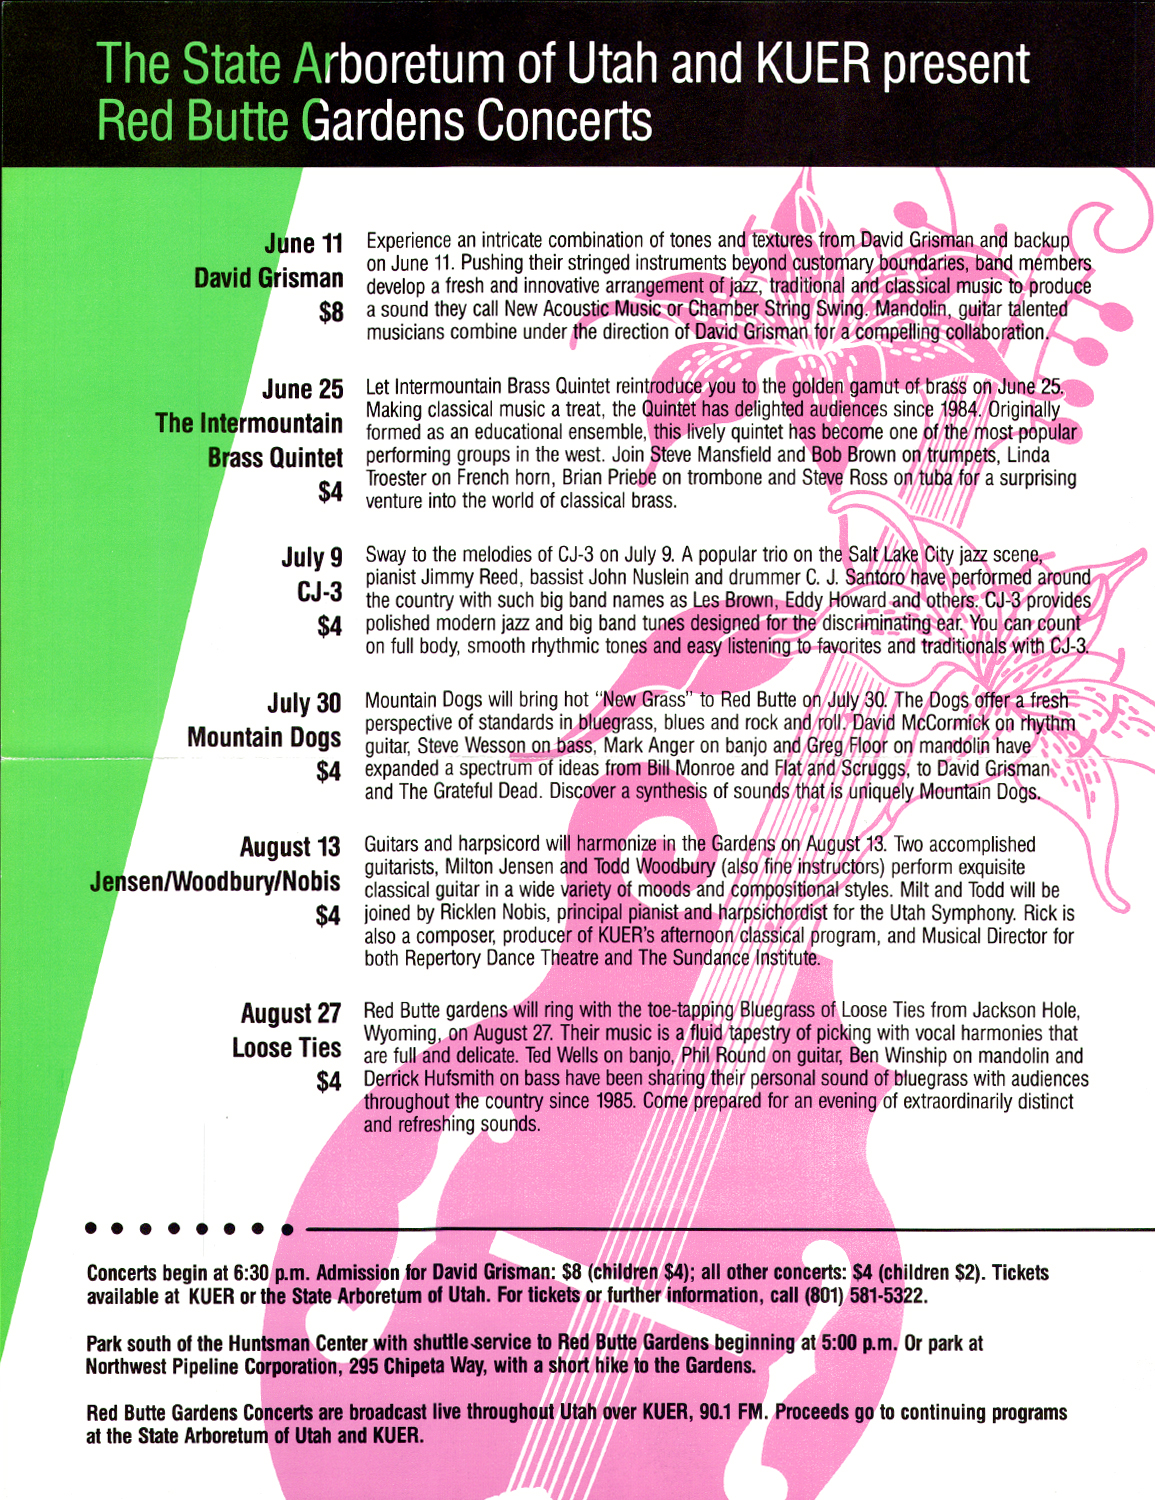 The State Arboretum of Utah and KUER present
Red Butte Gardens Concerts
June 11
David Grisman
$8
Experience an intricate combination of tones and textures from David Grisman and backup
on June 11. Pushing their stringed instruments beyond customary boundaries, band members
develop a fresh and innovative arrangement of jazz, traditional and classical music to produce
a sound they call New Acoustic Music or Chamber String Swing. Mandolin, guitar talented
musicians combine under the direction of David Grisman for a compelling collaboration.
June 25
The Intermountain
Brass Quintet
$4
Let Intermountain Brass Quintet reintroduce you to the golden gamut of brass on June 25.
Making classical music a treat, the Quintet has delighted audiences since 1984. Originally
formed as an educational ensemble, this lively quintet has become one of the most popular
performing groups in the west. Join Steve Mansfield and Bob Brown on trumpets, Linda
Troester on French horn, Brian Priebe on trombone and Steve Ross on tuba for a surprising
venture into the world of classical brass.
July 9
CJ-3
$4
Sway to the melodies of CJ-3 on July 9. A popular trio on the Salt Lake City jazz scene,
pianist Jimmy Reed, bassist John Nuslein and drummer C. J. Santoro have performed around
the country with such big band names as Les Brown, Eddy Howard and others. CJ-3 provides
polished modern jazz and big band tunes designed for the discriminating ear. You can count
on full body, smooth rhythmic tones and easy listening to favorites and traditionals with CJ-3.
July 30
Mountain Dogs
$4
Mountain Dogs will bring hot “New Grass” to Red Butte on July 30. The Dogs offer a fresh
perspective of standards in bluegrass, blues and rock and roll. David McCormick on rhythm
guitar, Steve Wesson on bass, Mark Anger on banjo and Greg Floor on mandolin have
expanded a spectrum of ideas from Bill Monroe and Flat and Scruggs, to David Grisman
and The Grateful Dead. Discover a synthesis of sounds that is uniquely Mountain Dogs.
August 13
Jensen/Woodbury/Nobis
$4
Guitars and harpsicord will harmonize in the Gardens on August 13. Two accomplished
guitarists, Milton Jensen and Todd Woodbury (also fine instructors) perform exquisite
classical guitar in a wide variety of moods and compositional styles. Milt and Todd will be
joined by Ricklen Nobis, principal pianist and harpsichordist for the Utah Symphony. Rick is
also a composer, producer of KUER's afternoon classical program, and Musical Director for
both Repertory Dance Theatre and The Sundance Institute.
August 27
Loose Ties
$4
Red Butte gardens will ring with the toe-tapping Bluegrass of Loose Ties from Jackson Hole,
Wyoming, on August 27. Their music is a fluid tapestry of picking with vocal harmonies that
are full and delicate. Ted Wells on banjo, Phil Round on guitar, Ben Winship on mandolin and
Derrick Hufsmith on bass have been sharing their personal sound of bluegrass with audiences
throughout the country since 1985. Come prepared for an evening of extraordinarily distinct
and refreshing sounds.
Concerts begin at 6:30 p.m. Admission for David Grisman: $8 (children $4); all other concerts: $4 (children $2). Tickets
available at KUER or the State Arboretum of Utah. For tickets or further information, call (801) 581-5322.
Park south of the Huntsman Center with shuttle service to Red Butte Gardens beginning at 5:00 p.m. Or park at
Northwest Pipeline Corporation, 295 Chipeta Way, with a short hike to the Gardens.
Red Butte Gardens Concerts are broadcast live throughout Utah over KUER, 90.1 FM. Proceeds go to continuing programs
at the State Arboretum of Utah and KUER.